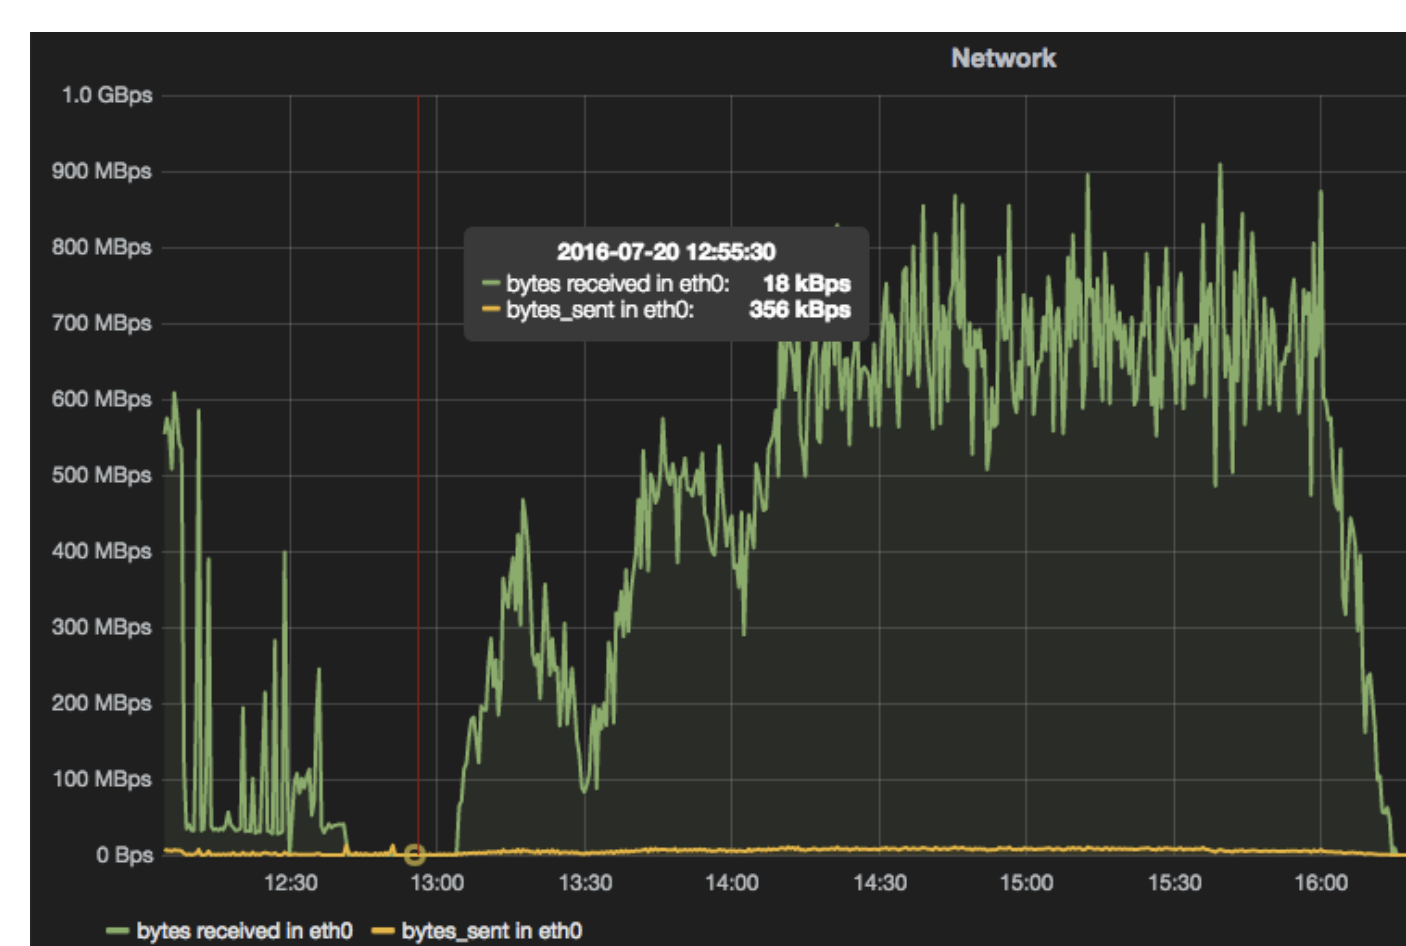 Network
1.0 GBps
900 MBps
800 MBps
700 MBps
600 MBps
500 MBps
400 MBps
300 MBps
200 MBps
100 MBps
0 Bps
2016-07-20 12:55:30
bytes received in eth0: 18 kBps
bytes_sent in eth0: 356 kBps
12:30 13:00 13:30 14:00 14:30 15:00 15:30 16:00
bytes received in eth0 bytes_sent in eth0